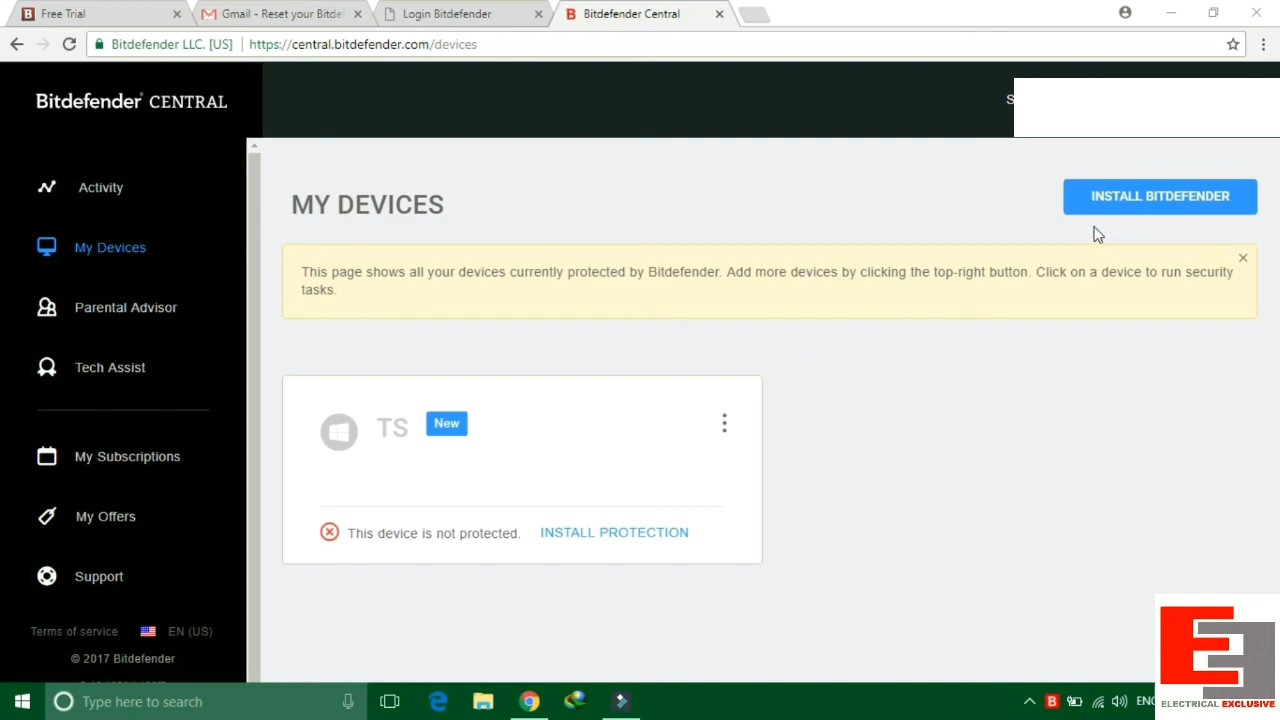 Free Trial
Gmail - Reset your Bitdef
Login Bitdefender
Bitdefender Central
Bitdefender LLC. [US]
https://central.bitdefender.com/devices
Bitdefender CENTRAL
S
Activity
My Devices
Parental Advisor
Tech Assist
My Subscriptions
My Offers
Support
Terms of service
EN (US)
© 2017 Bitdefender
MY DEVICES
INSTALL BITDEFENDER
This page shows all your devices currently protected by Bitdefender. Add more devices by clicking the top-right button. Click on a device to run security
tasks.
TS
New
This device is not protected.
INSTALL PROTECTION
Type here to search
B
ENG
ELECTRICAL EXCLUSIVE